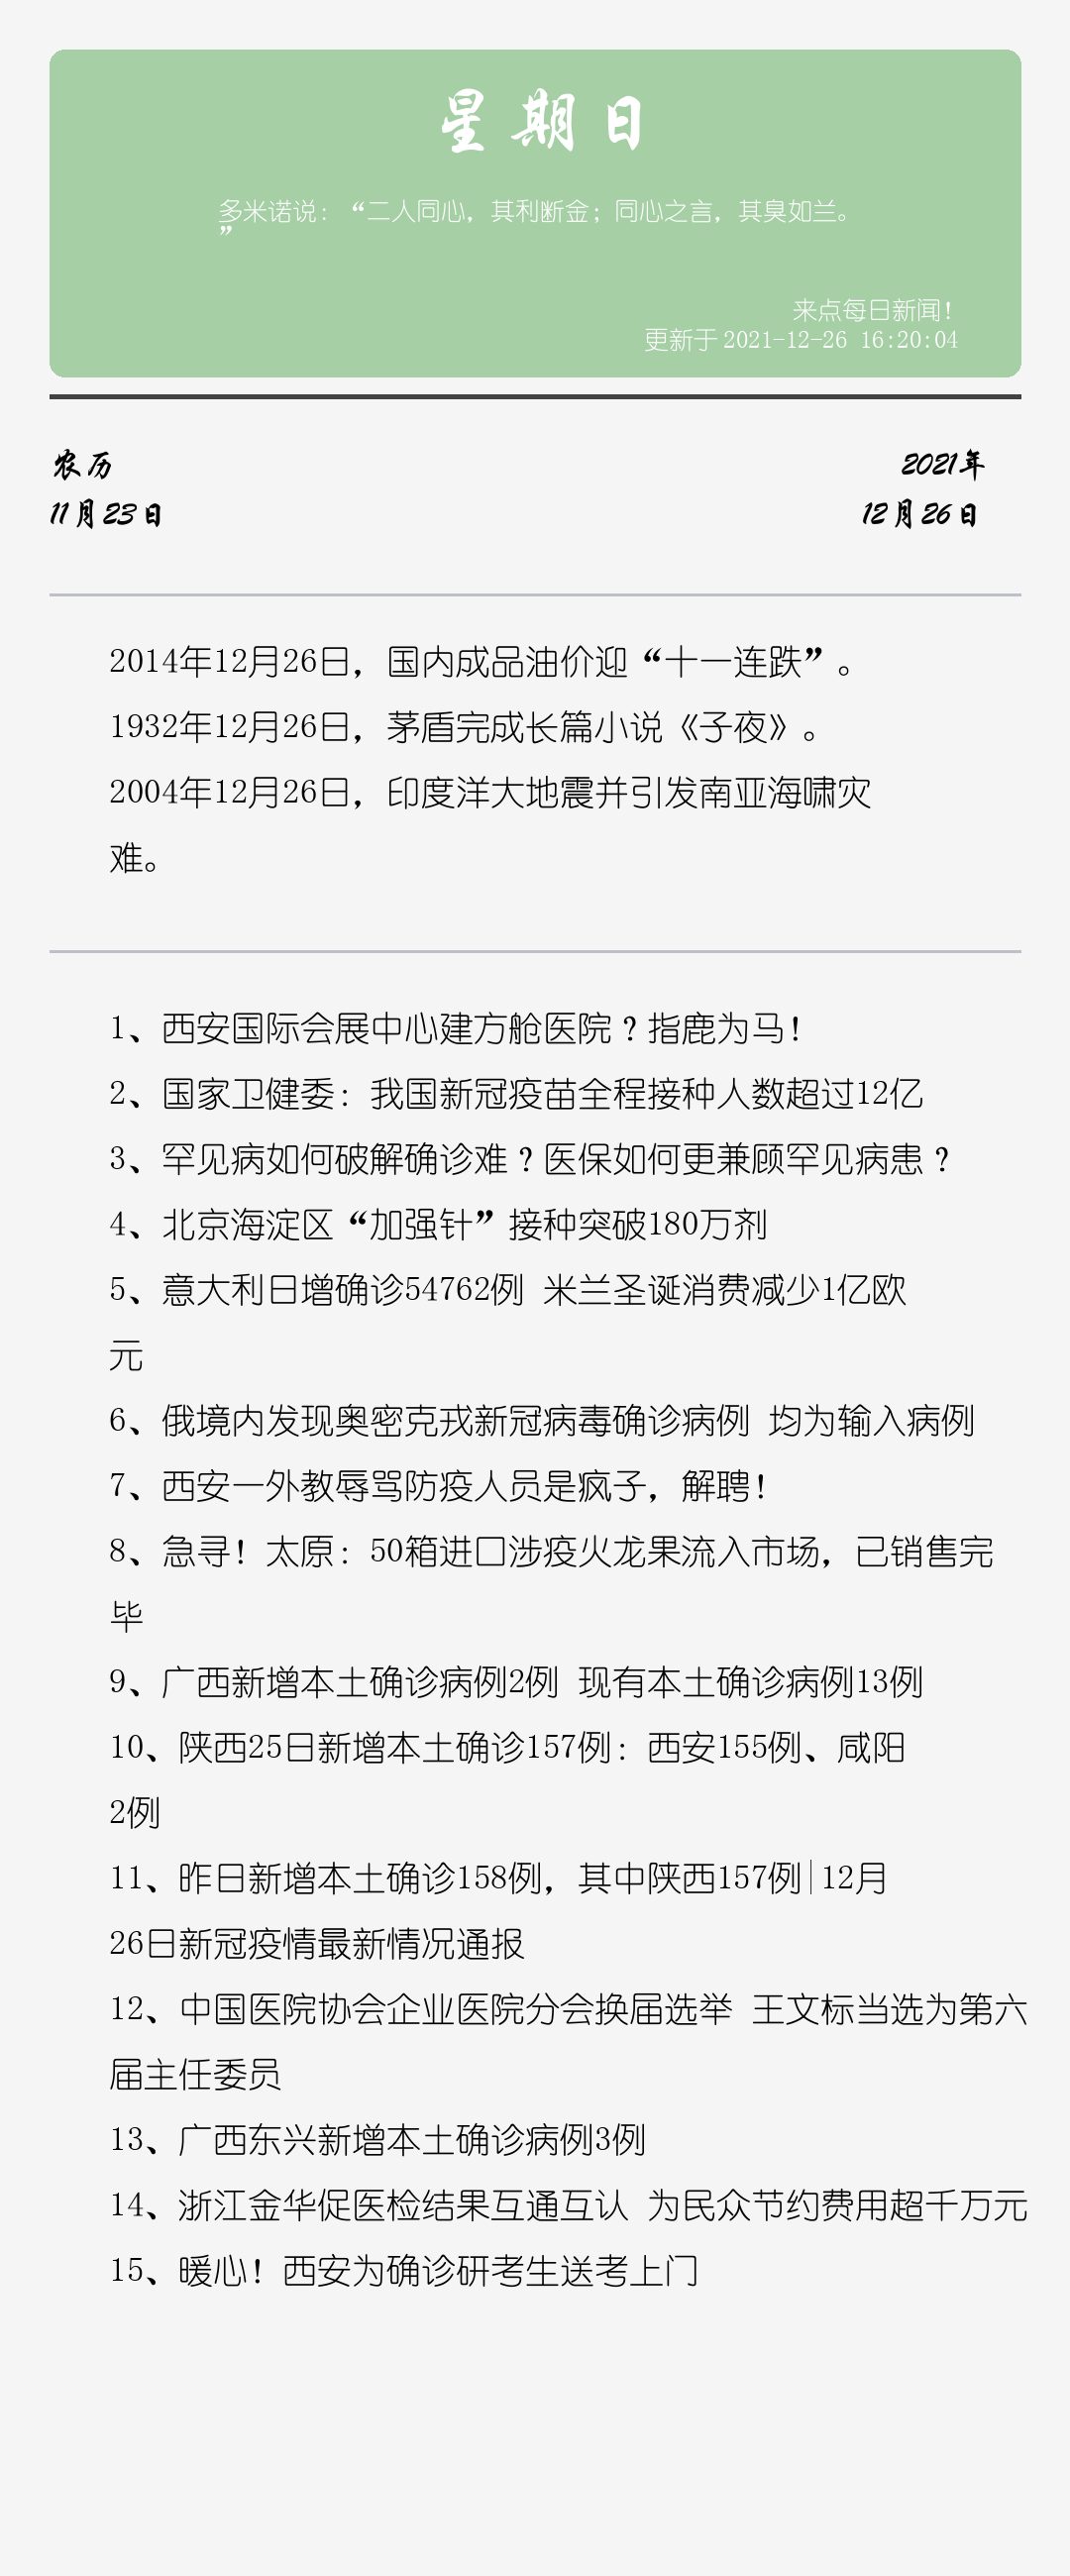 星期日
多米诺说：“二人同心，其利断金；同心之言，其臭如兰。
”
来点每日新闻！
更新于 2021-12-26 16:20:04
农历
2021年
11月23日
12月26日
2014年12月26日，国内成品油价迎“十一连跌”。
1932年12月26日，茅盾完成长篇小说《子夜》。
2004年12月26日，印度洋大地震并引发南亚海啸灾
难。
1、西安国际会展中心建方舱医院？指鹿为马！
2、国家卫健委：我国新冠疫苗全程接种人数超过12亿
3、罕见病如何破解确诊难？医保如何更兼顾罕见病患？
4、北京海淀区“加强针”接种突破180万剂
5、意大利日增确诊54762例 米兰圣诞消费减少1亿欧
元
6、俄境内发现奥密克戎新冠病毒确诊病例 均为输入病例
7、西安一外教辱骂防疫人员是疯子，解聘！
8、急寻！太原：50箱进口涉疫火龙果流入市场，已销售完
毕
9、广西新增本土确诊病例2例 现有本土确诊病例13例
10、陕西25日新增本土确诊157例：西安155例、咸阳
2例
11、昨日新增本土确诊158例，其中陕西157例|12月
26日新冠疫情最新情况通报
12、中国医院协会企业医院分会换届选举 王文标当选为第六
届主任委员
13、广西东兴新增本土确诊病例3例
14、浙江金华促医检结果互通互认 为民众节约费用超千万元
15、暖心！西安为确诊研考生送考上门